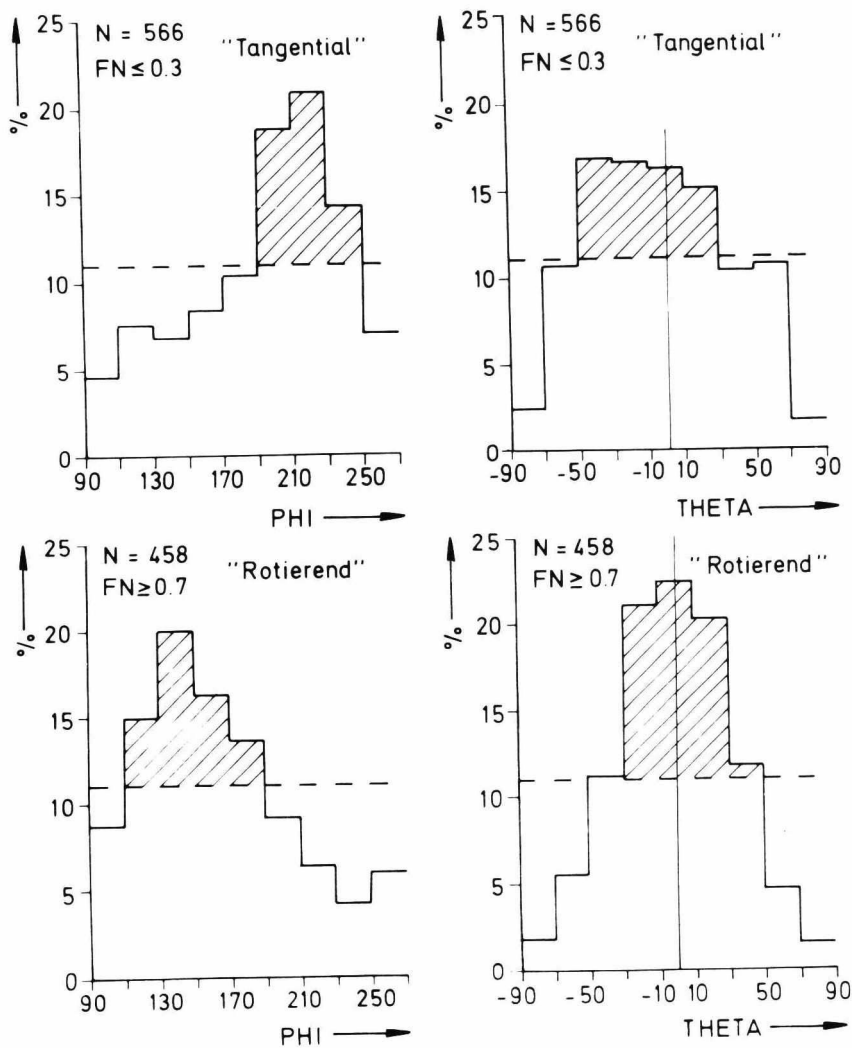 N = 566
FN ≤ 0.3
"Tangential"
%
25
20
15
10
5
0
90 130 170 210 250
PHI
N = 566
FN ≤ 0.3
"Tangential"
%
25
20
15
10
5
0
-90 -50 -10 10 50 90
THETA
N = 458
FN ≥ 0.7
"Rotierend"
%
25
20
15
10
5
0
90 130 170 210 250
PHI
N = 458
FN ≥ 0.7
"Rotierend"
%
25
20
15
10
5
0
-90 -50 -10 10 50 90
THETA